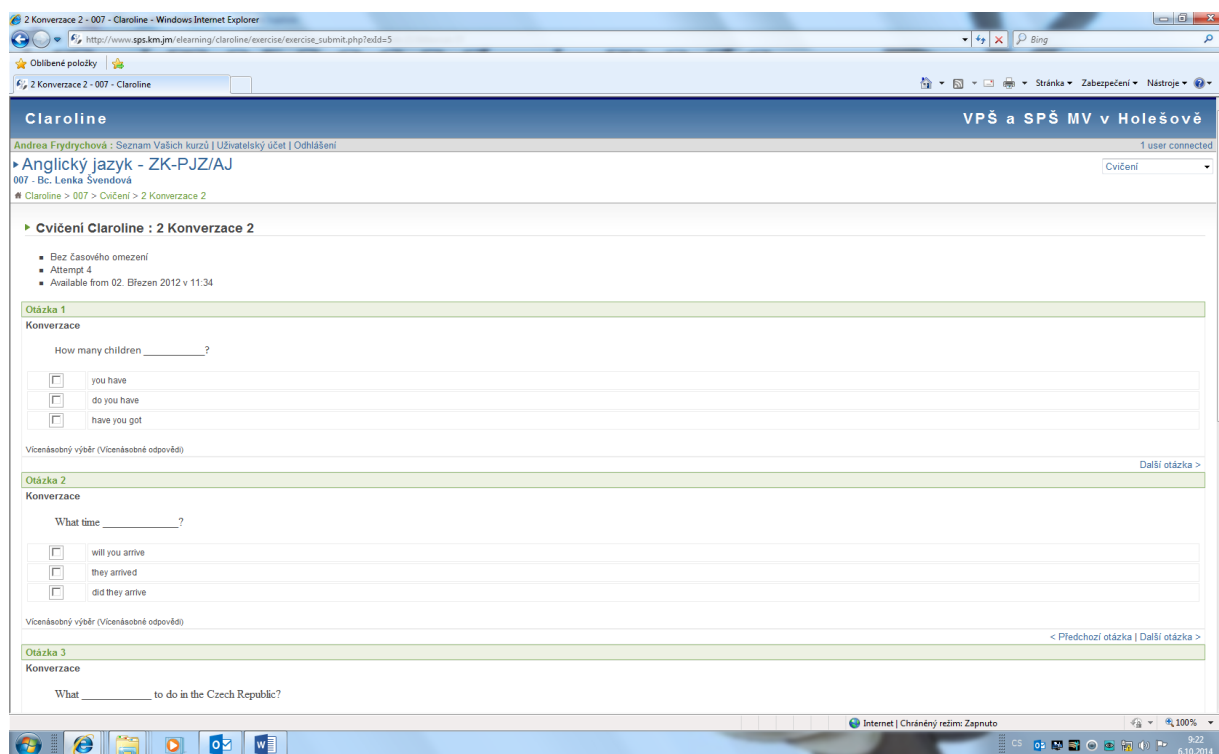 2 Konverzace 2 - 007 - Claroline - Windows Internet Explorer
http://www.sps.km.jm/elearning/claroline/exercise/exercise_submit.php?exId=5
Bing
Oblíbené položky
2 Konverzace 2 - 007 - Claroline
Stránka Zabezpečení Nástroje
Claroline VPŠ a SPŠ MV v Holešově
Andrea Frydrychová : Seznam Vašich kurzů | Uživatelský účet | Odhlášení 1 user connected
Anglický jazyk - ZK-PJZ/AJ Cvičení
007 - Bc. Lenka Švendová
Claroline > 007 > Cvičení > 2 Konverzace 2
Cvičení Claroline : 2 Konverzace 2
Bez časového omezení
Attempt 4
Available from 02. Březen 2012 v 11:34
Otázka 1
Konverzace
How many children ___________?
you have
do you have
have you got
Vícenásobný výběr (Vícenásobné odpovědi)
Další otázka >
Otázka 2
Konverzace
What time ______________?
will you arrive
they arrived
did they arrive
Vícenásobný výběr (Vícenásobné odpovědi)
< Předchozí otázka | Další otázka >
Otázka 3
Konverzace
What _____________ to do in the Czech Republic?
Internet | Chráněný režim: Zapnuto 100%
CS 9:22
6.10.2014